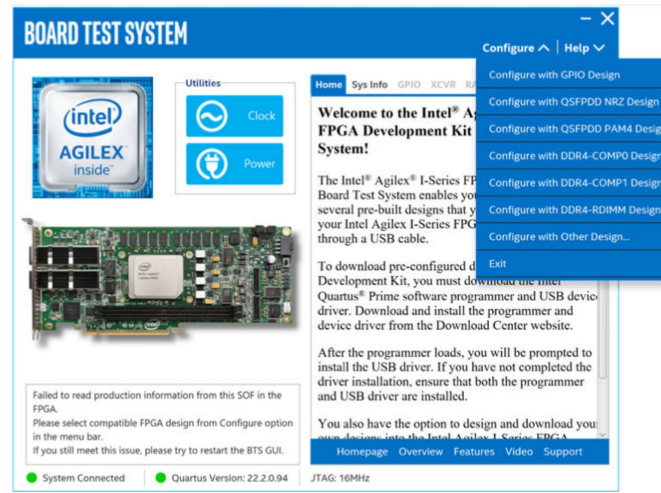 BOARD TEST SYSTEM
Configure
Help
Configure with GPIO Design
Configure with QSFPDD NRZ Design
Configure with QSFPDD PAM4 Design
Configure with DDR4-COMP0 Design
Configure with DDR4-COMP1 Design
Configure with DDR4-RDIMM Design
Configure with Other Design...
Exit
intel
AGILEX
inside
Utilities
Clock
Power
Home Sys Info GPIO XCVR
Welcome to the Intel®
FPGA Development Kit
System!
The Intel® Agilex® I-Series
Board Test System enables
several pre-built designs that
your Intel Agilex I-Series
through a USB cable.
To download pre-configured
Development Kit, you must download the Intel
Quartus® Prime software programmer and USB device
driver. Download and install the programmer and
device driver from the Download Center website.
After the programmer loads, you will be prompted to
install the USB driver. If you have not completed the
driver installation, ensure that both the programmer
and USB driver are installed.
You also have the option to design and download your
own designs into the Intel Agilex I-Series FPGA
Homepage Overview Features Video Support
Failed to read production information from this SOF in the
FPGA.
Please select compatible FPGA design from Configure option
in the menu bar.
If you still meet this issue, please try to restart the BTS GUI.
System Connected
Quartus Version: 22.2.0.94
JTAG: 16MHz